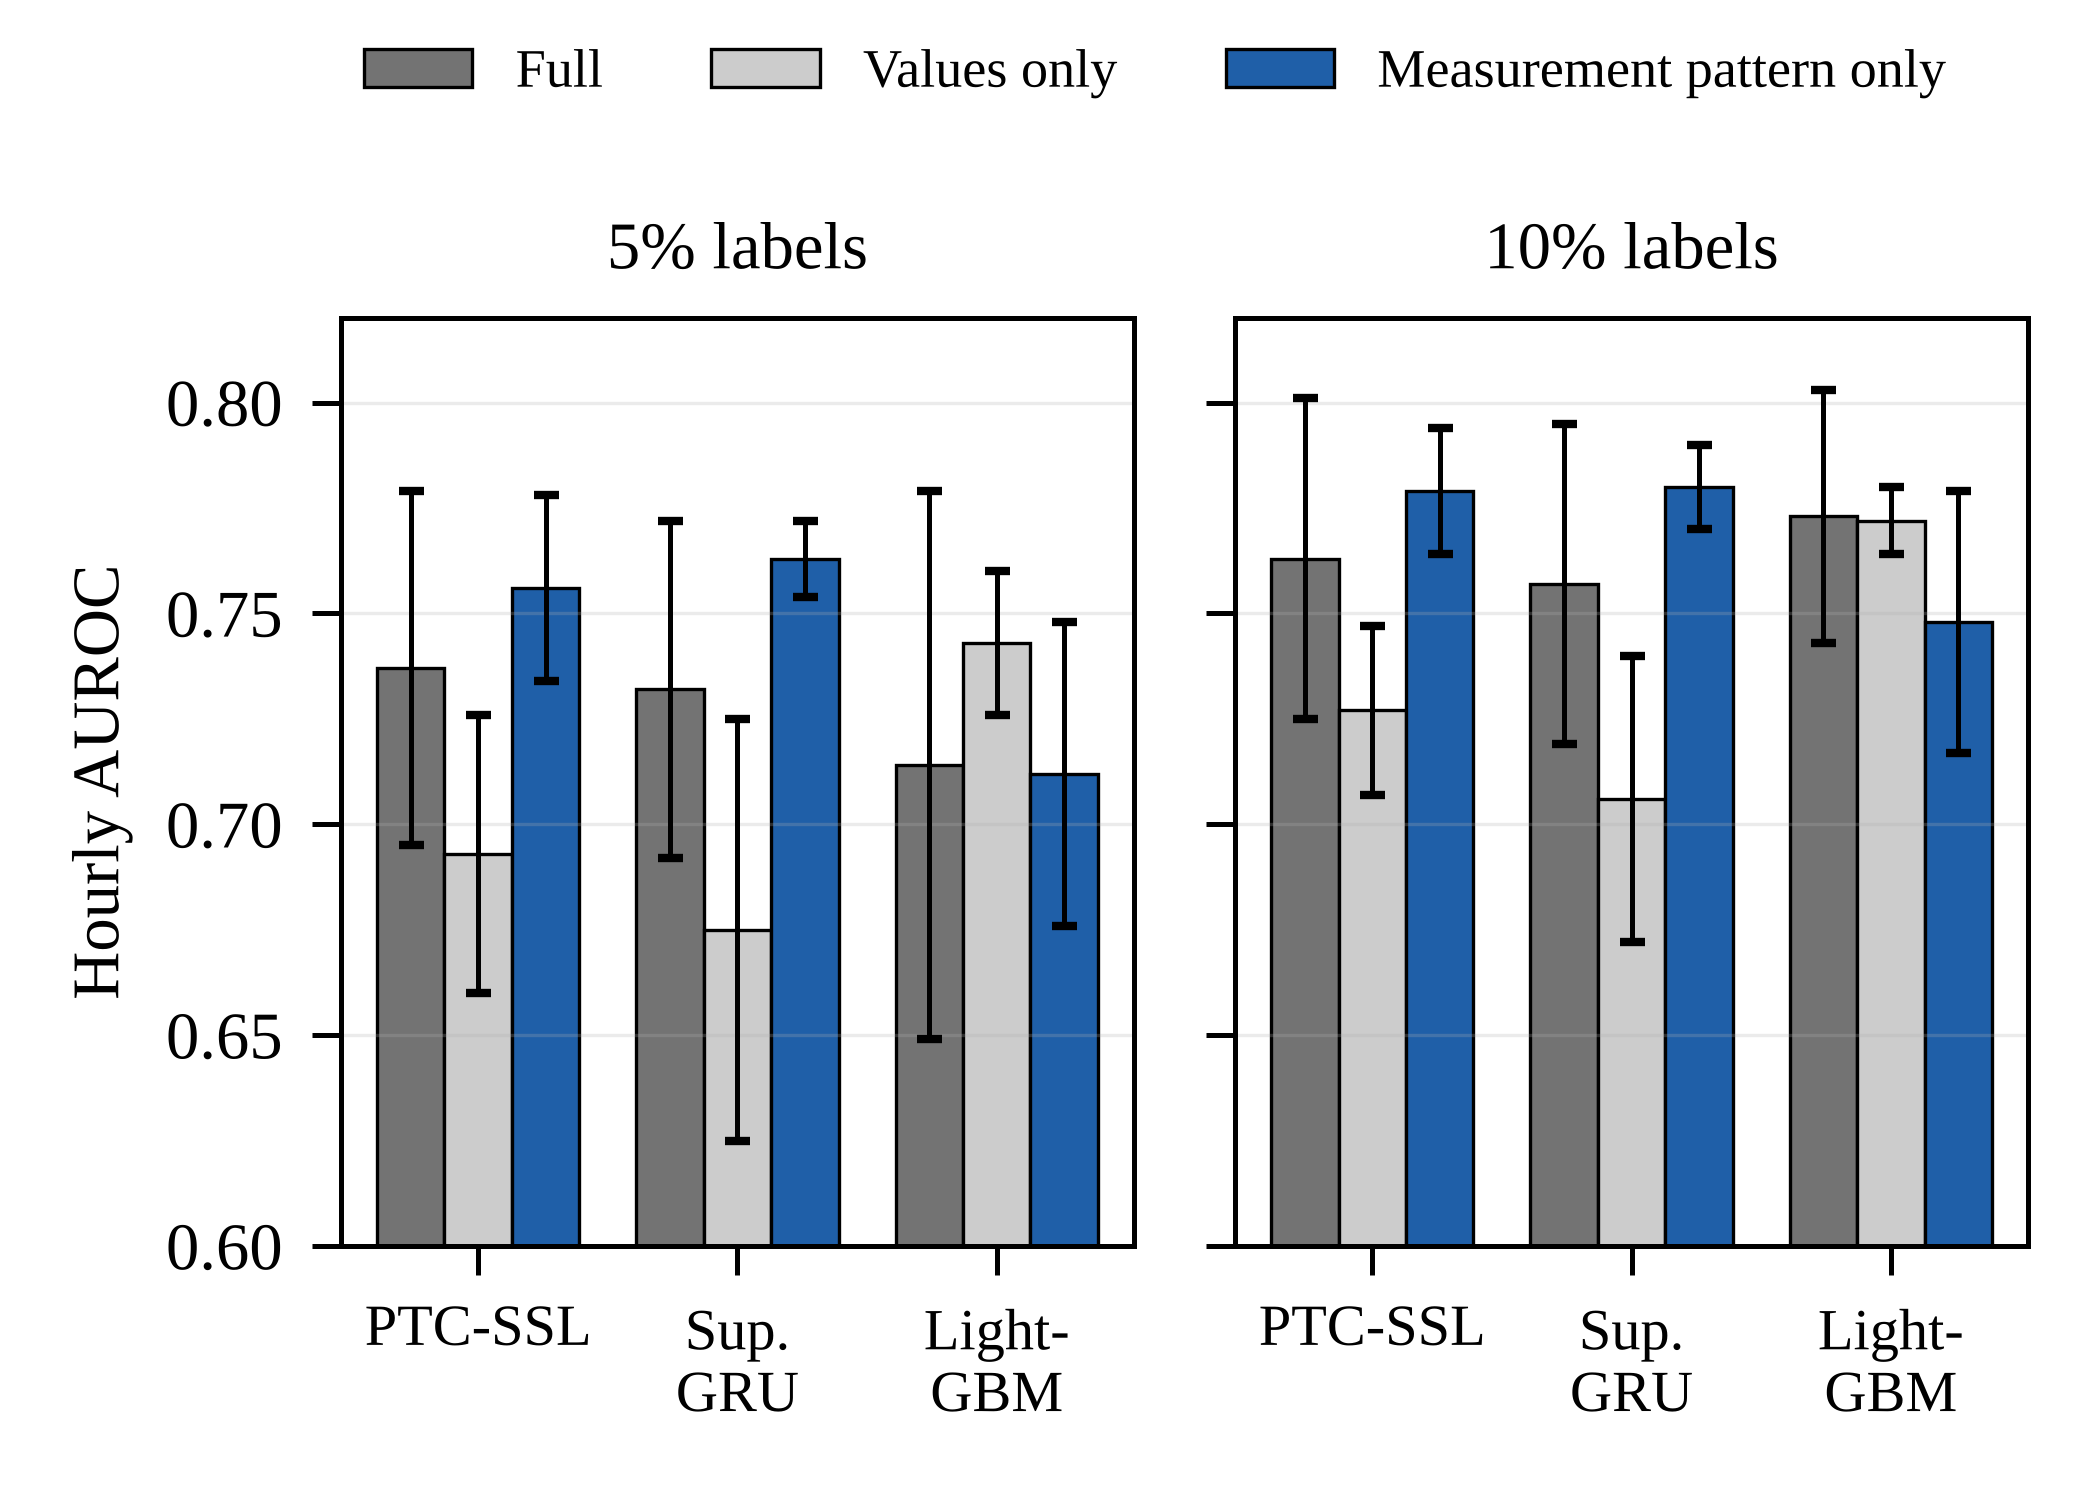 Full Values only Measurement pattern only
5% labels
10% labels
Hourly AUROC
0.80
0.75
0.70
0.65
0.60
PTC-SSL
Sup.
GRU
Light-
GBM
PTC-SSL
Sup.
GRU
Light-
GBM